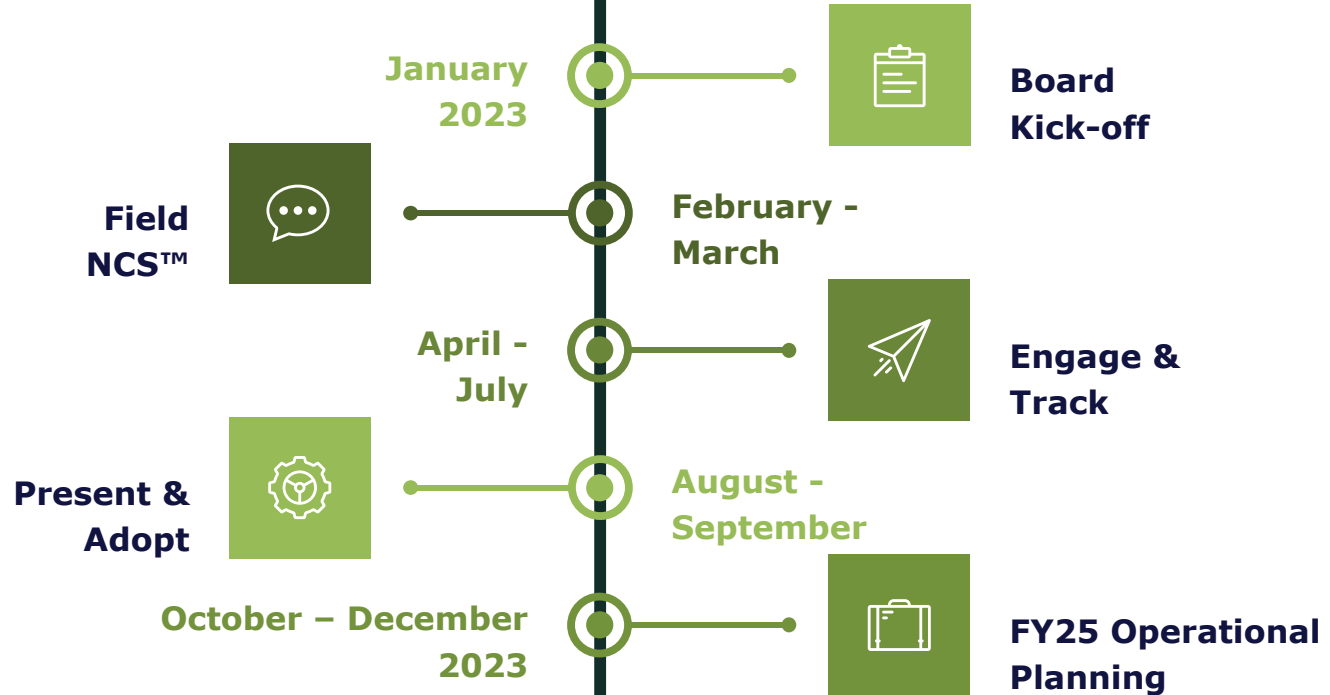 January
2023
Board
Kick-off
Field
NCS™
February -
March
April -
July
Engage &
Track
Present &
Adopt
August -
September
October – December
2023
FY25 Operational
Planning